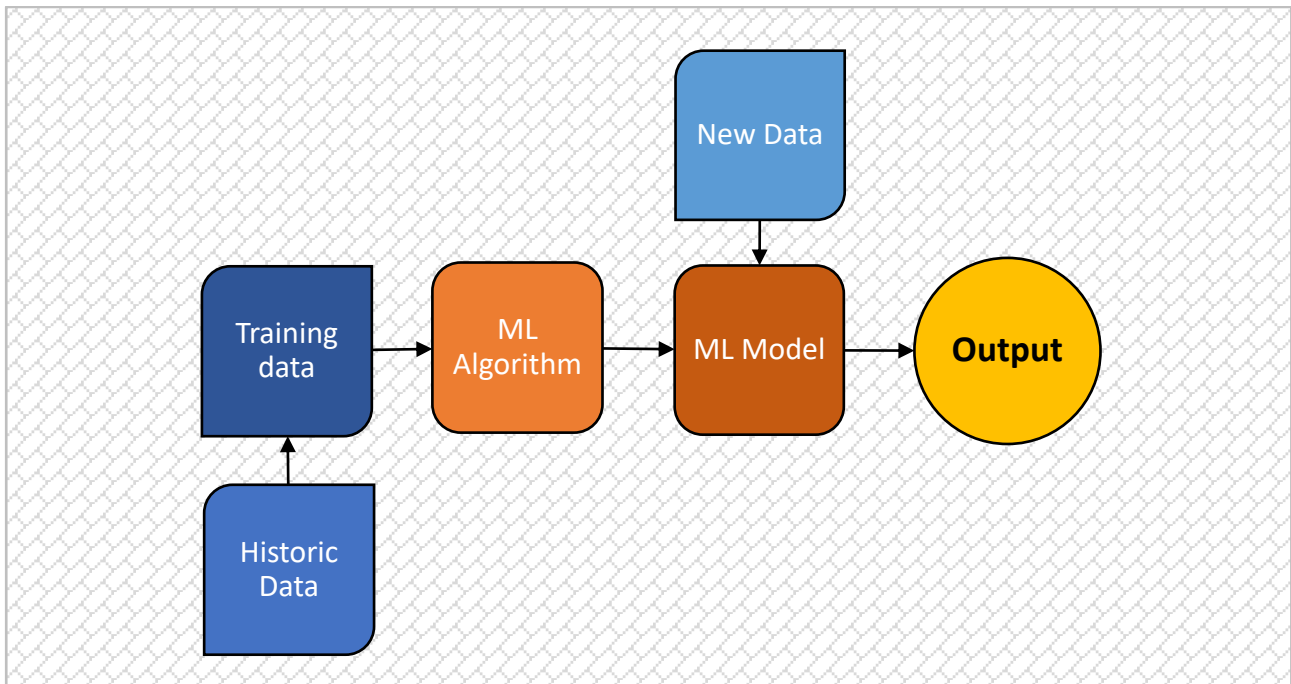 New Data
Training
data
ML
Algorithm
ML Model
Output
Historic
Data